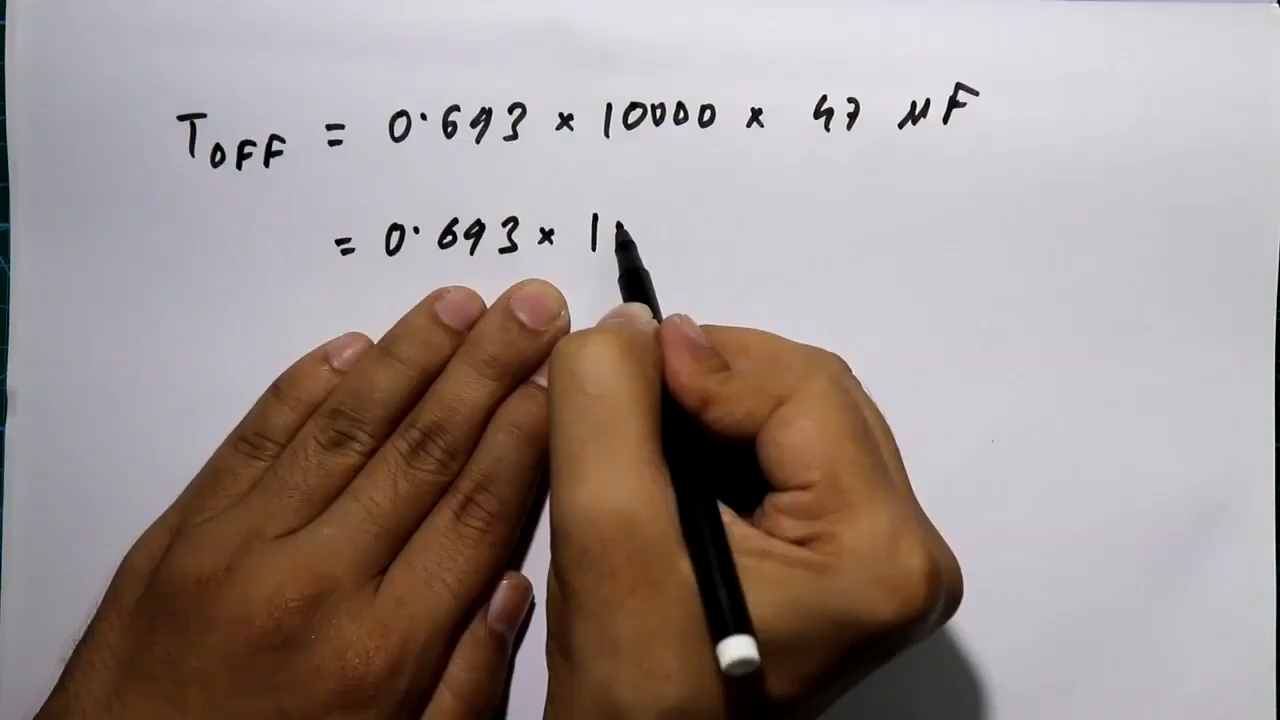 TOFF = 0.693 × 10000 × 47 µF
= 0.693 × 1